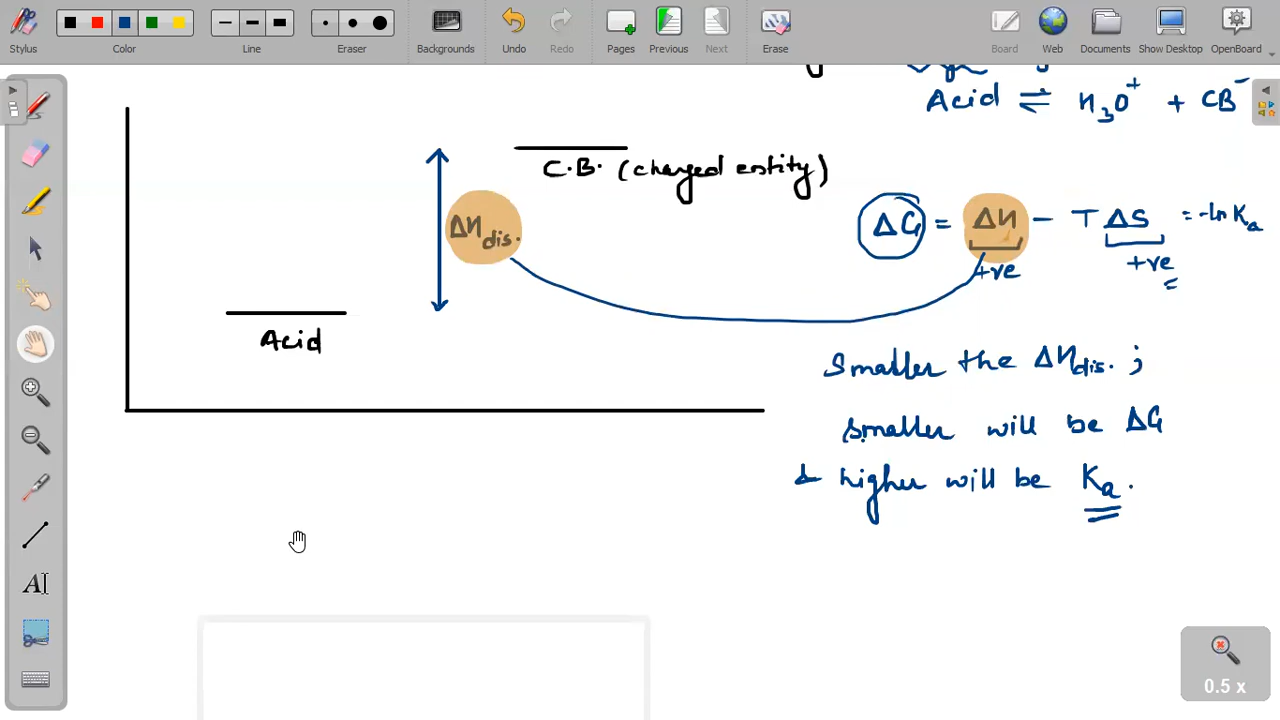 Stylus
Color
Line
Eraser
Backgrounds
Undo
Redo
Pages
Previous
Next
Erase
Board
Web
Documents
Show Desktop
OpenBoard
Acid ⇌ H3O+ + CB-
C.B. (charged entity)
ΔHdis.
ΔG = ΔH - TΔS = -ln Ka
+ve
+ve
Acid
Smaller the ΔHdis. ;
smaller will be ΔG
& higher will be Ka.
AI
0.5 x